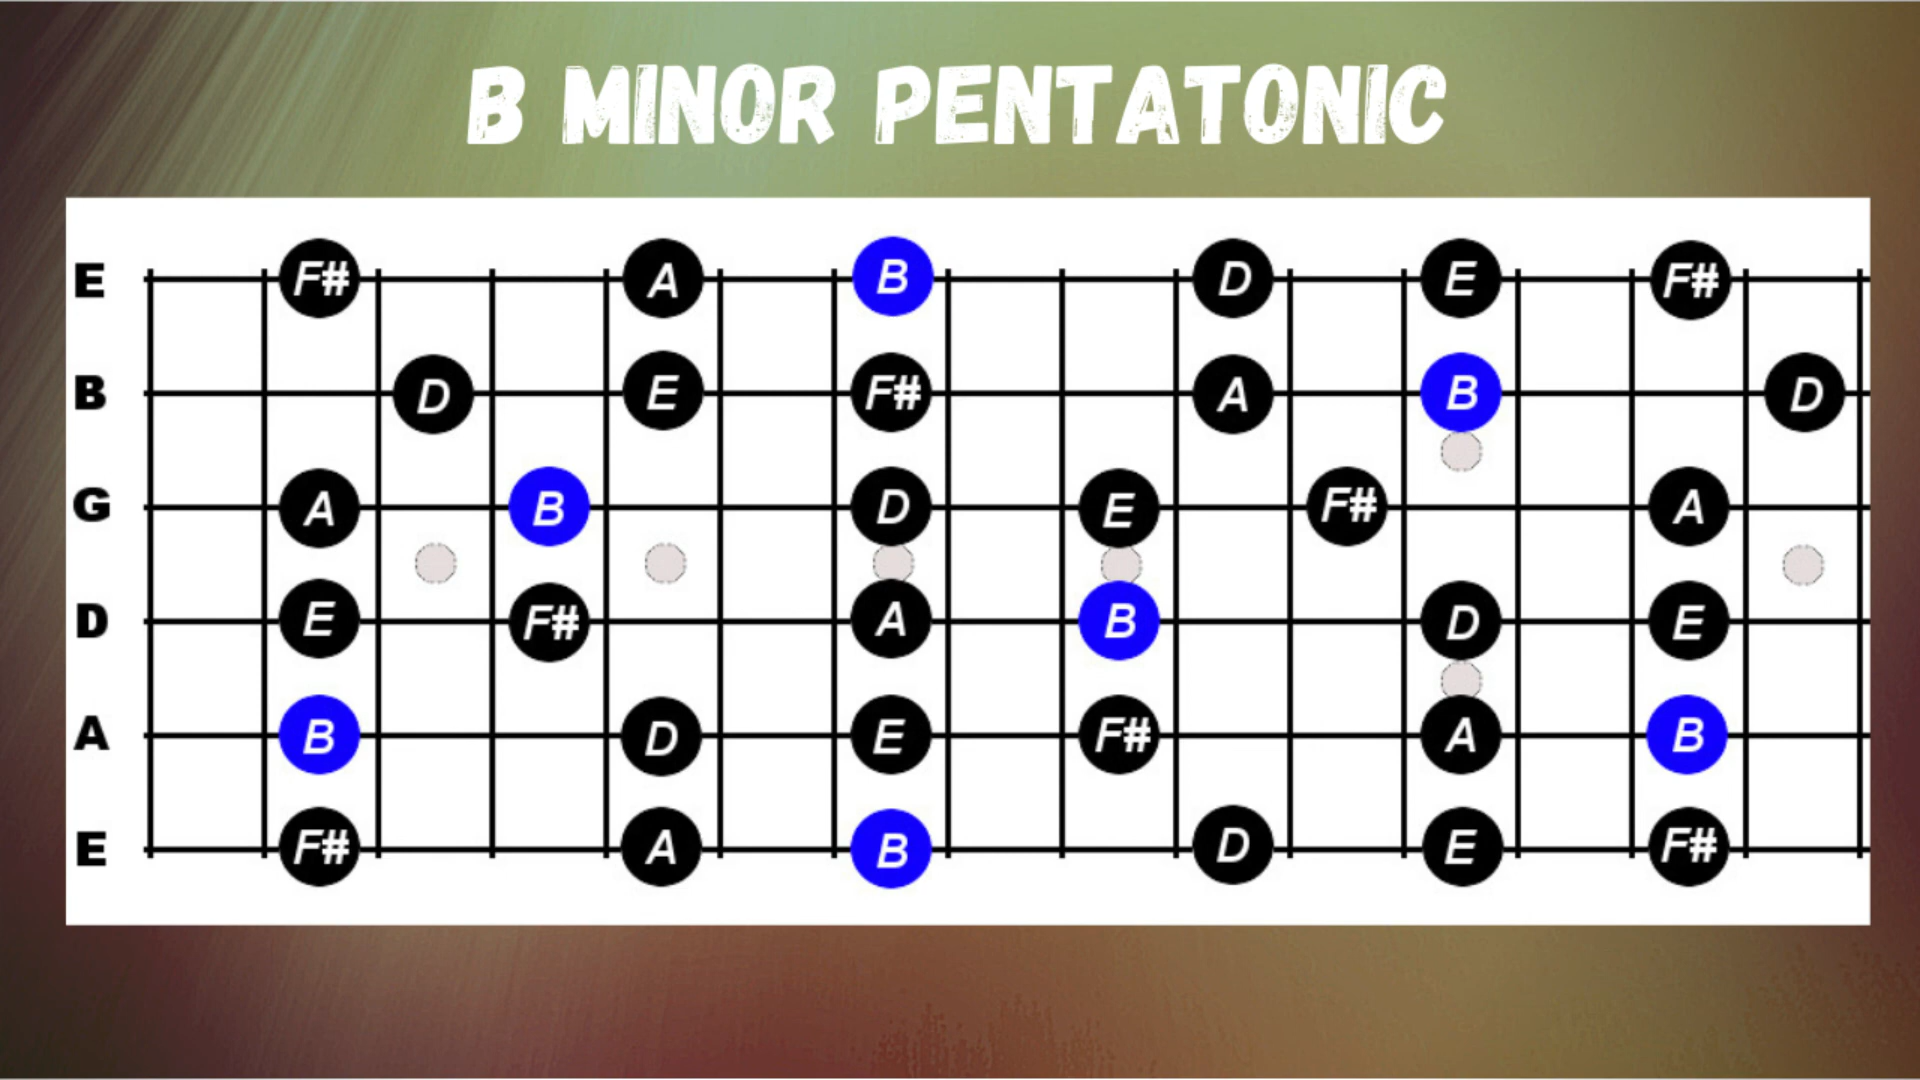 B MINOR PENTATONIC
E F# A B D E F#
B D E F# A B D
G A B D E F# A
D E F# A B D E
A B D E F# A B
E F# A B D E F#